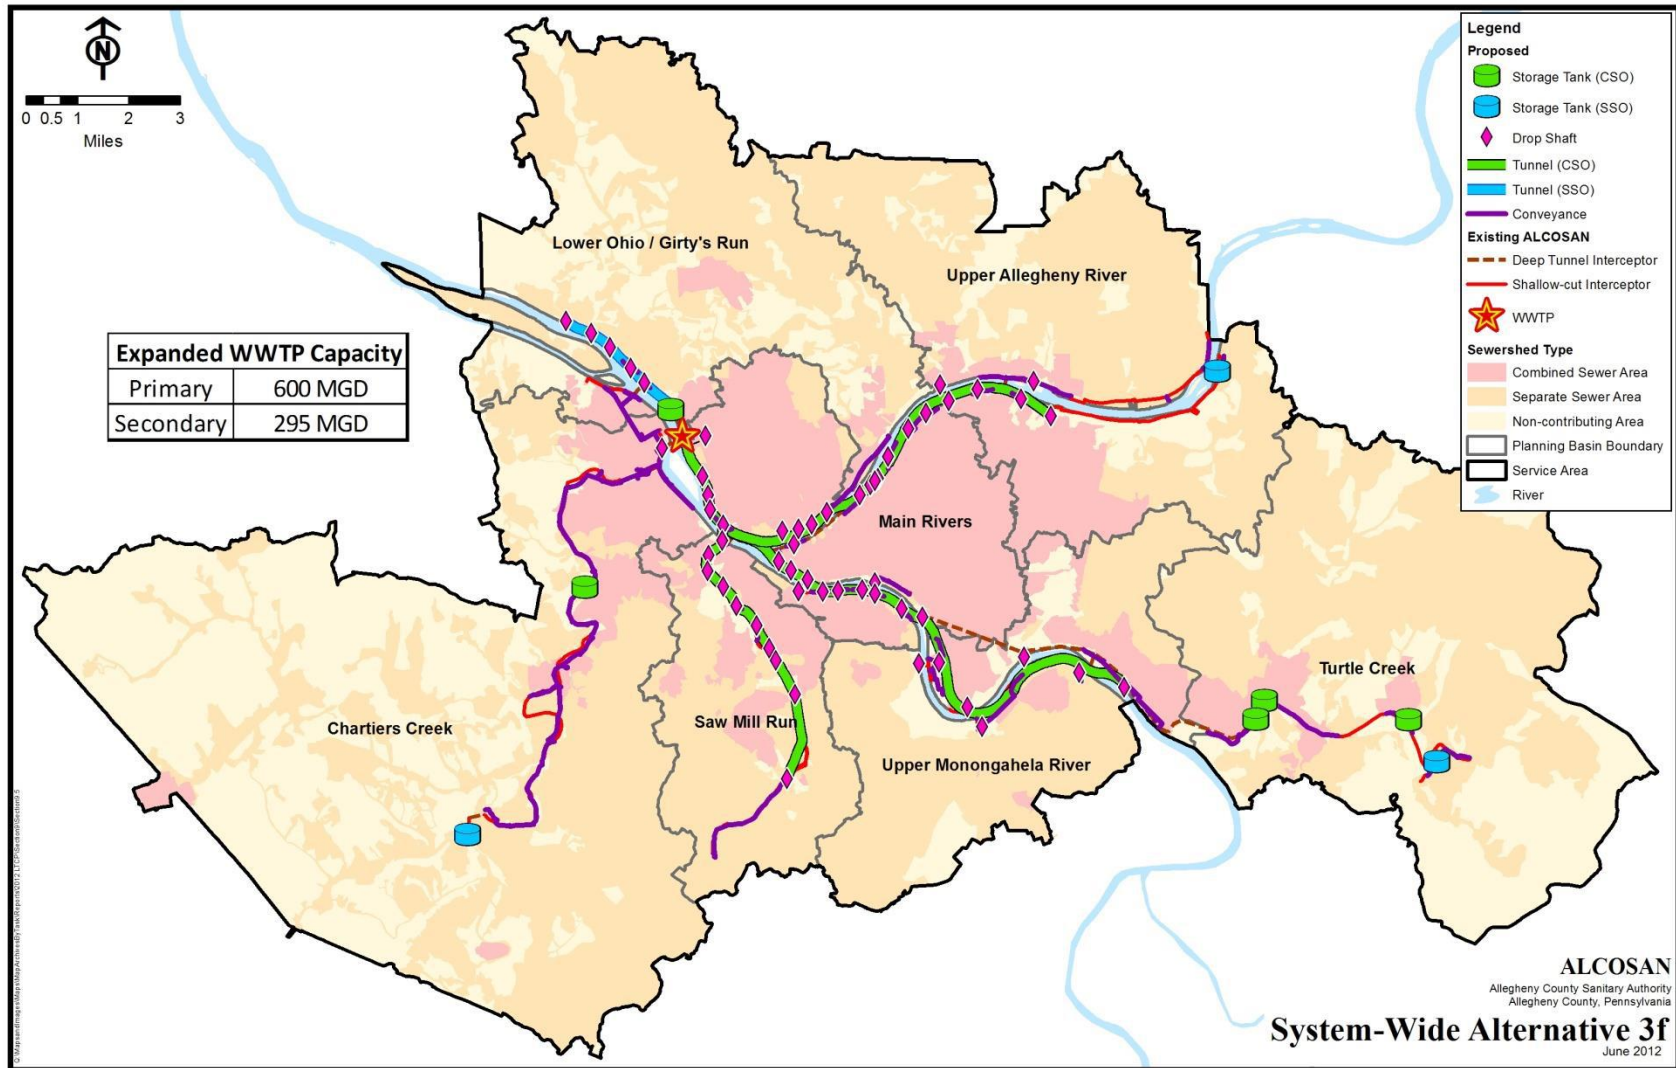 N
0 0.5 1 2 3
Miles
Expanded WWTP Capacity
Primary 600 MGD
Secondary 295 MGD
Lower Ohio / Girty's Run
Upper Allegheny River
Main Rivers
Turtle Creek
Chartiers Creek
Saw Mill Run
Upper Monongahela River
Legend
Proposed
Storage Tank (CSO)
Storage Tank (SSO)
Drop Shaft
Tunnel (CSO)
Tunnel (SSO)
Conveyance
Existing ALCOSAN
Deep Tunnel Interceptor
Shallow-cut Interceptor
WWTP
Sewershed Type
Combined Sewer Area
Separate Sewer Area
Non-contributing Area
Planning Basin Boundary
Service Area
River
ALCOSAN
Allegheny County Sanitary Authority
Allegheny County, Pennsylvania
System-Wide Alternative 3f
June 2012